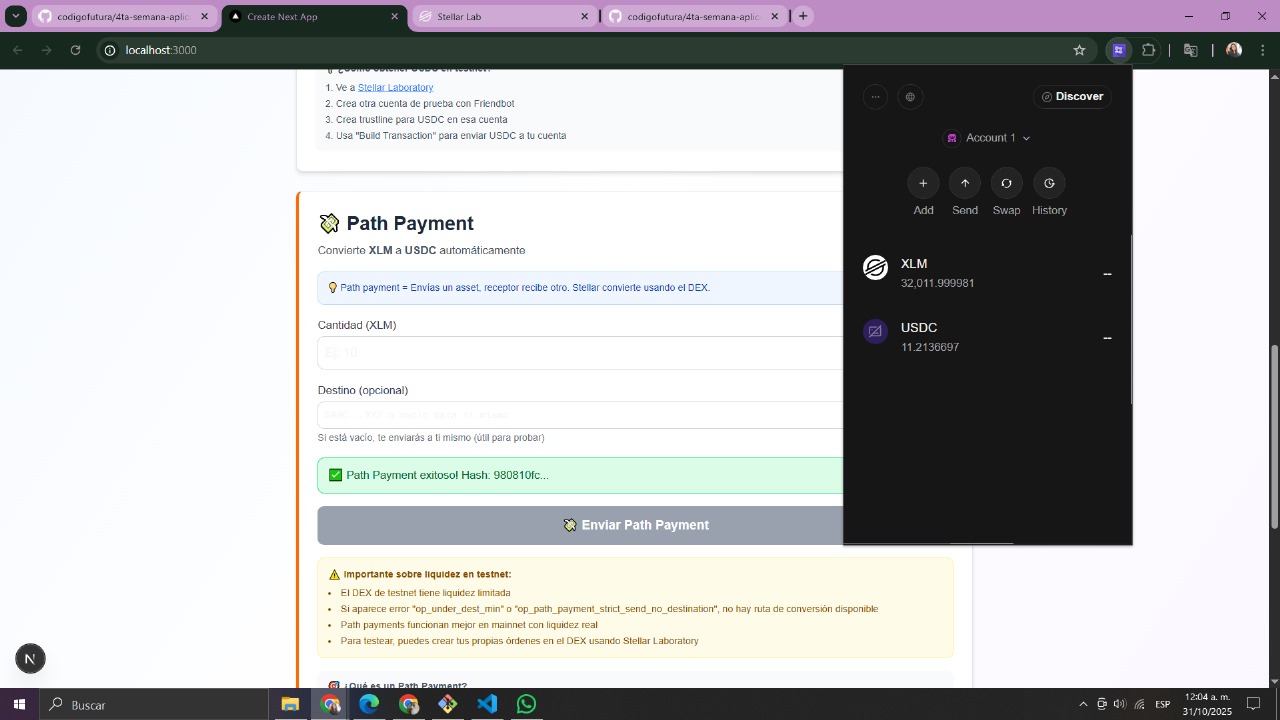 codigofutura/4ta-semana-aplic
Create Next App
Stellar Lab
codigofutura/4ta-semana-aplic
localhost:3000
¿Cómo obtener USDC en testnet?
1. Ve a Stellar Laboratory
2. Crea otra cuenta de prueba con Friendbot
3. Crea trustline para USDC en esa cuenta
4. Usa "Build Transaction" para enviar USDC a tu cuenta
Path Payment
Convierte XLM a USDC automáticamente
Path payment = Envías un asset, receptor recibe otro. Stellar convierte usando el DEX.
Cantidad (XLM)
Ej: 10
Destino (opcional)
Si está vacío, te enviarás a ti mismo (útil para probar)
Path Payment exitoso! Hash: 980810fc...
Enviar Path Payment
Importante sobre liquidez en testnet:
• El DEX de testnet tiene liquidez limitada
• Si aparece error "op_under_dest_min" o "op_path_payment_strict_send_no_destination", no hay ruta de conversión disponible
• Path payments funcionan mejor en mainnet con liquidez real
• Para testear, puedes crear tus propias órdenes en el DEX usando Stellar Laboratory
¿Qué es un Path Payment?
Discover
Account 1
Add
Send
Swap
History
XLM
32,011.999981
--
USDC
11.2136697
--
N
Buscar
ESP
12:04 a. m.
31/10/2025